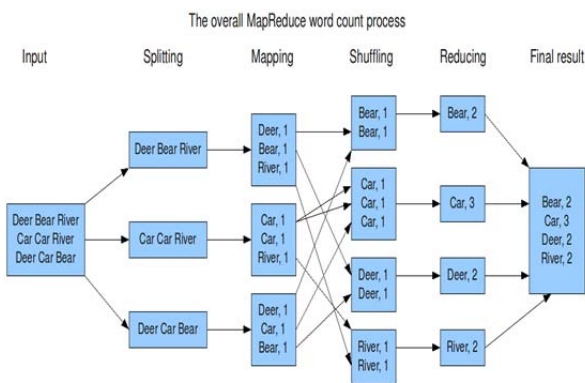 The overall MapReduce word count process
Input
Splitting
Mapping
Shuffling
Reducing
Final result
Deer Bear River
Car Car River
Deer Car Bear
Deer Bear River
Car Car River
Deer Car Bear
Deer, 1
Bear, 1
River, 1
Car, 1
Car, 1
River, 1
Deer, 1
Car, 1
Bear, 1
Bear, 1
Bear, 1
Car, 1
Car, 1
Car, 1
Deer, 1
Deer, 1
River, 1
River, 1
Bear, 2
Car, 3
Deer, 2
River, 2
Bear, 2
Car, 3
Deer, 2
River, 2